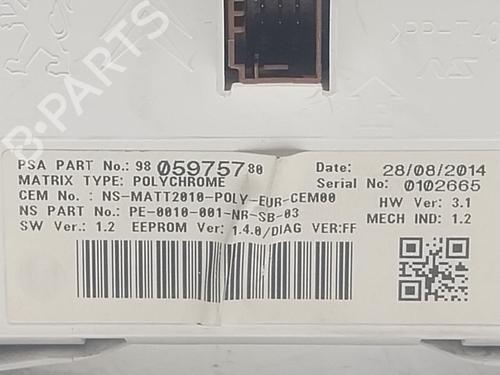 B-PARTS
>PP-T40
PSA PART No.: 98 059757 80
Date: 28/08/2014
MATRIX TYPE: POLYCHROME
Serial No: 0102665
CEM No.: NS-MATT2010-POLY-EUR-CEM00
HW Ver.: 3.1
NS PART No.: PE-0010-001-NR-SB-03
MECH IND: 1.2
SW Ver.: 1.2 EEPROM Ver: 1.4.0/DIAG VER:FF